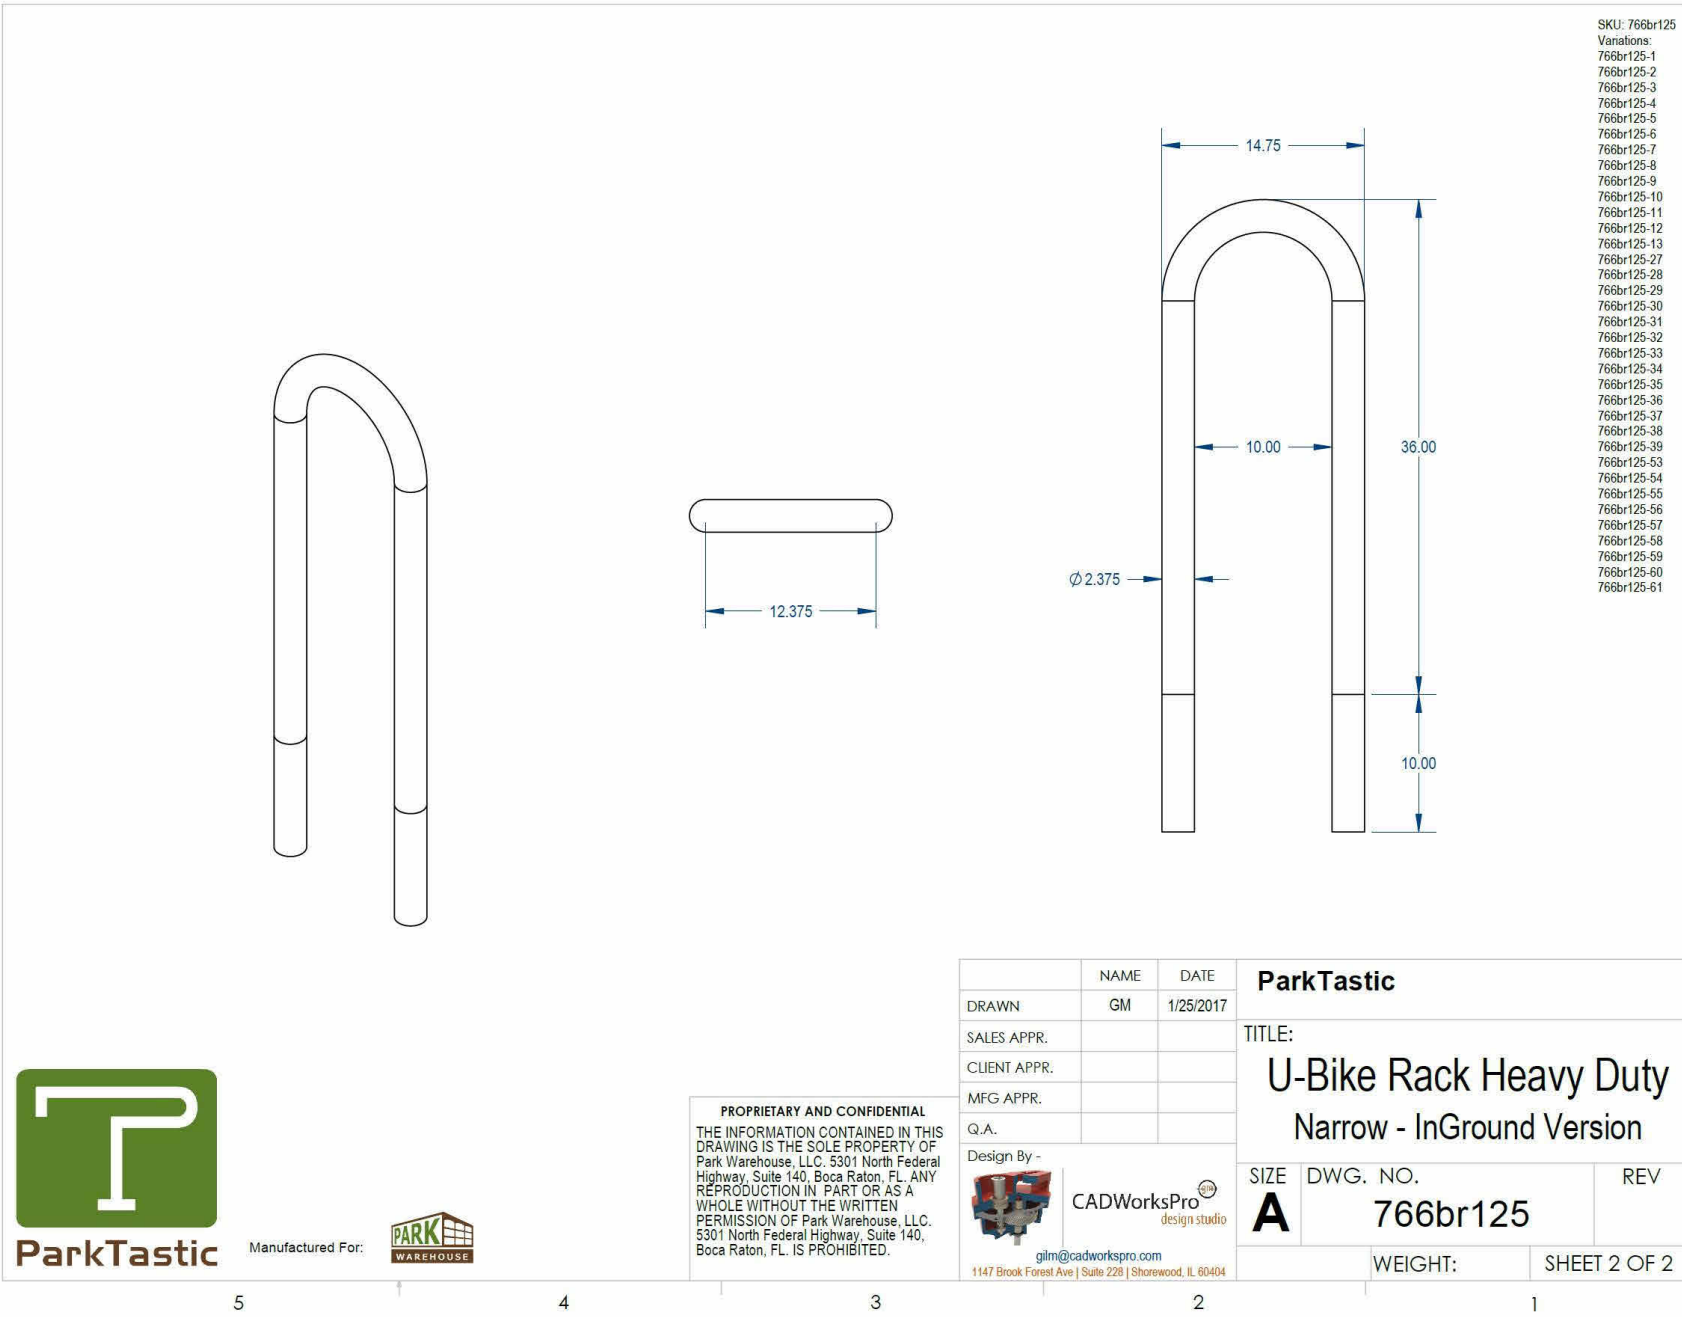 SKU: 766br125
Variations:
766br125-1
766br125-2
766br125-3
766br125-4
766br125-5
766br125-6
766br125-7
766br125-8
766br125-9
766br125-10
766br125-11
766br125-12
766br125-13
766br125-27
766br125-28
766br125-29
766br125-30
766br125-31
766br125-32
766br125-33
766br125-34
766br125-35
766br125-36
766br125-37
766br125-38
766br125-39
766br125-53
766br125-54
766br125-55
766br125-56
766br125-57
766br125-58
766br125-59
766br125-60
766br125-61
14.75
10.00
36.00
∅2.375
12.375
10.00
ParkTastic
Manufactured For:
PARK
WAREHOUSE
PROPRIETARY AND CONFIDENTIAL
THE INFORMATION CONTAINED IN THIS
DRAWING IS THE SOLE PROPERTY OF
Park Warehouse, LLC. 5301 North Federal
Highway, Suite 140, Boca Raton, FL. ANY
REPRODUCTION IN PART OR AS A
WHOLE WITHOUT THE WRITTEN
PERMISSION OF Park Warehouse, LLC.
5301 North Federal Highway, Suite 140,
Boca Raton, FL. IS PROHIBITED.
NAME DATE
DRAWN GM 1/25/2017
SALES APPR.
CLIENT APPR.
MFG APPR.
Q.A.
Design By -
CADWorksPro
design studio
gilm@cadworkspro.com
1147 Brook Forest Ave | Suite 228 | Shorewood, IL 60404
ParkTastic
TITLE:
U-Bike Rack Heavy Duty
Narrow - InGround Version
SIZE DWG. NO. REV
A 766br125
WEIGHT: SHEET 2 OF 2
5 4 3 2 1